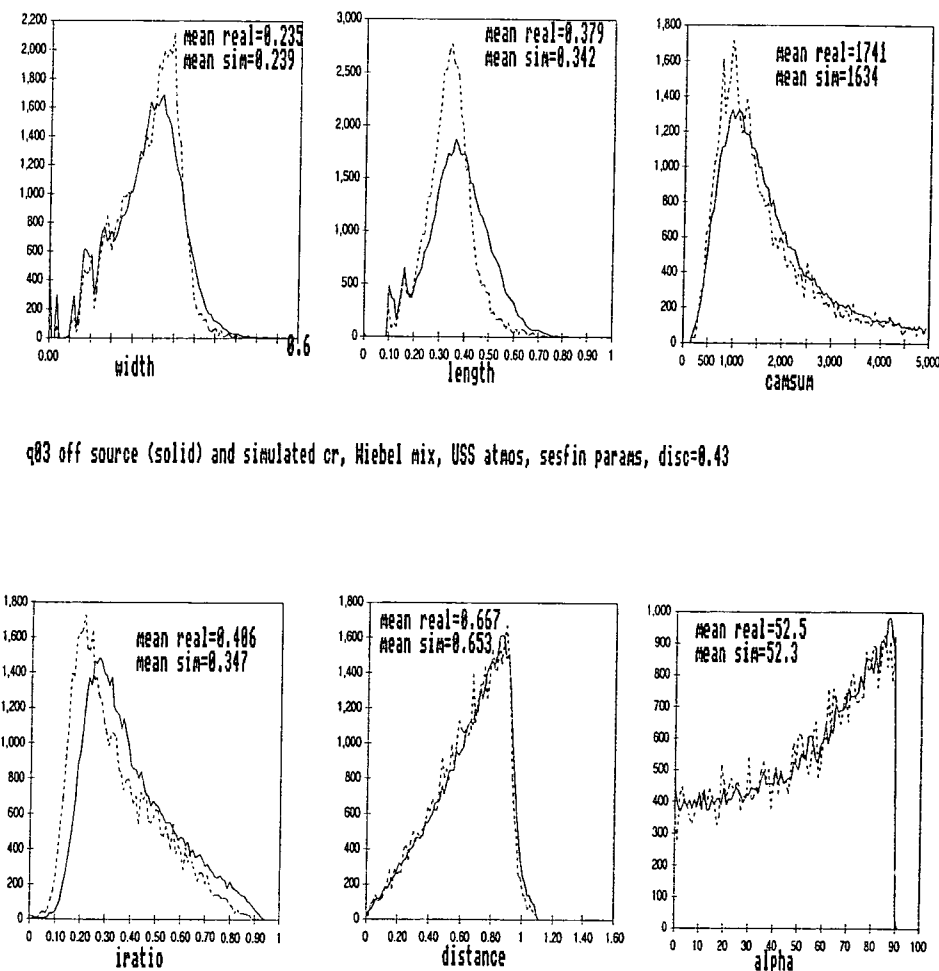 2,200
2,000
1,800
1,600
1,400
1,200
1,000
800
600
400
200
0
0.00
0.6
mean real=0.235
mean sim=0.239
width
3,000
2,500
2,000
1,500
1,000
500
0
0 0.10 0.20 0.30 0.40 0.50 0.60 0.70 0.80 0.90 1
mean real=0.379
mean sim=0.342
length
1,800
1,600
1,400
1,200
1,000
800
600
400
200
0
0 500 1,000 2,000 3,000 4,000 5,000
mean real=1741
mean sim=1634
camsum
q03 off source (solid) and simulated cr, Wiebel mix, USS atmos, sesfin params, disc=0.43
1,800
1,600
1,400
1,200
1,000
800
600
400
200
0
0 0.10 0.20 0.30 0.40 0.50 0.60 0.70 0.80 0.90 1
mean real=0.406
mean sim=0.347
iratio
1,800
1,600
1,400
1,200
1,000
800
600
400
200
0
0 0.20 0.40 0.60 0.80 1 1.20 1.40 1.60
mean real=0.667
mean sim=0.653
distance
1,000
900
800
700
600
500
400
300
200
100
0
0 10 20 30 40 50 60 70 80 90 100
mean real=52.5
mean sim=52.3
alpha